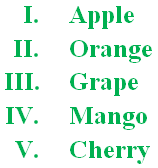 I. Apple
II. Orange
III. Grape
IV. Mango
V. Cherry